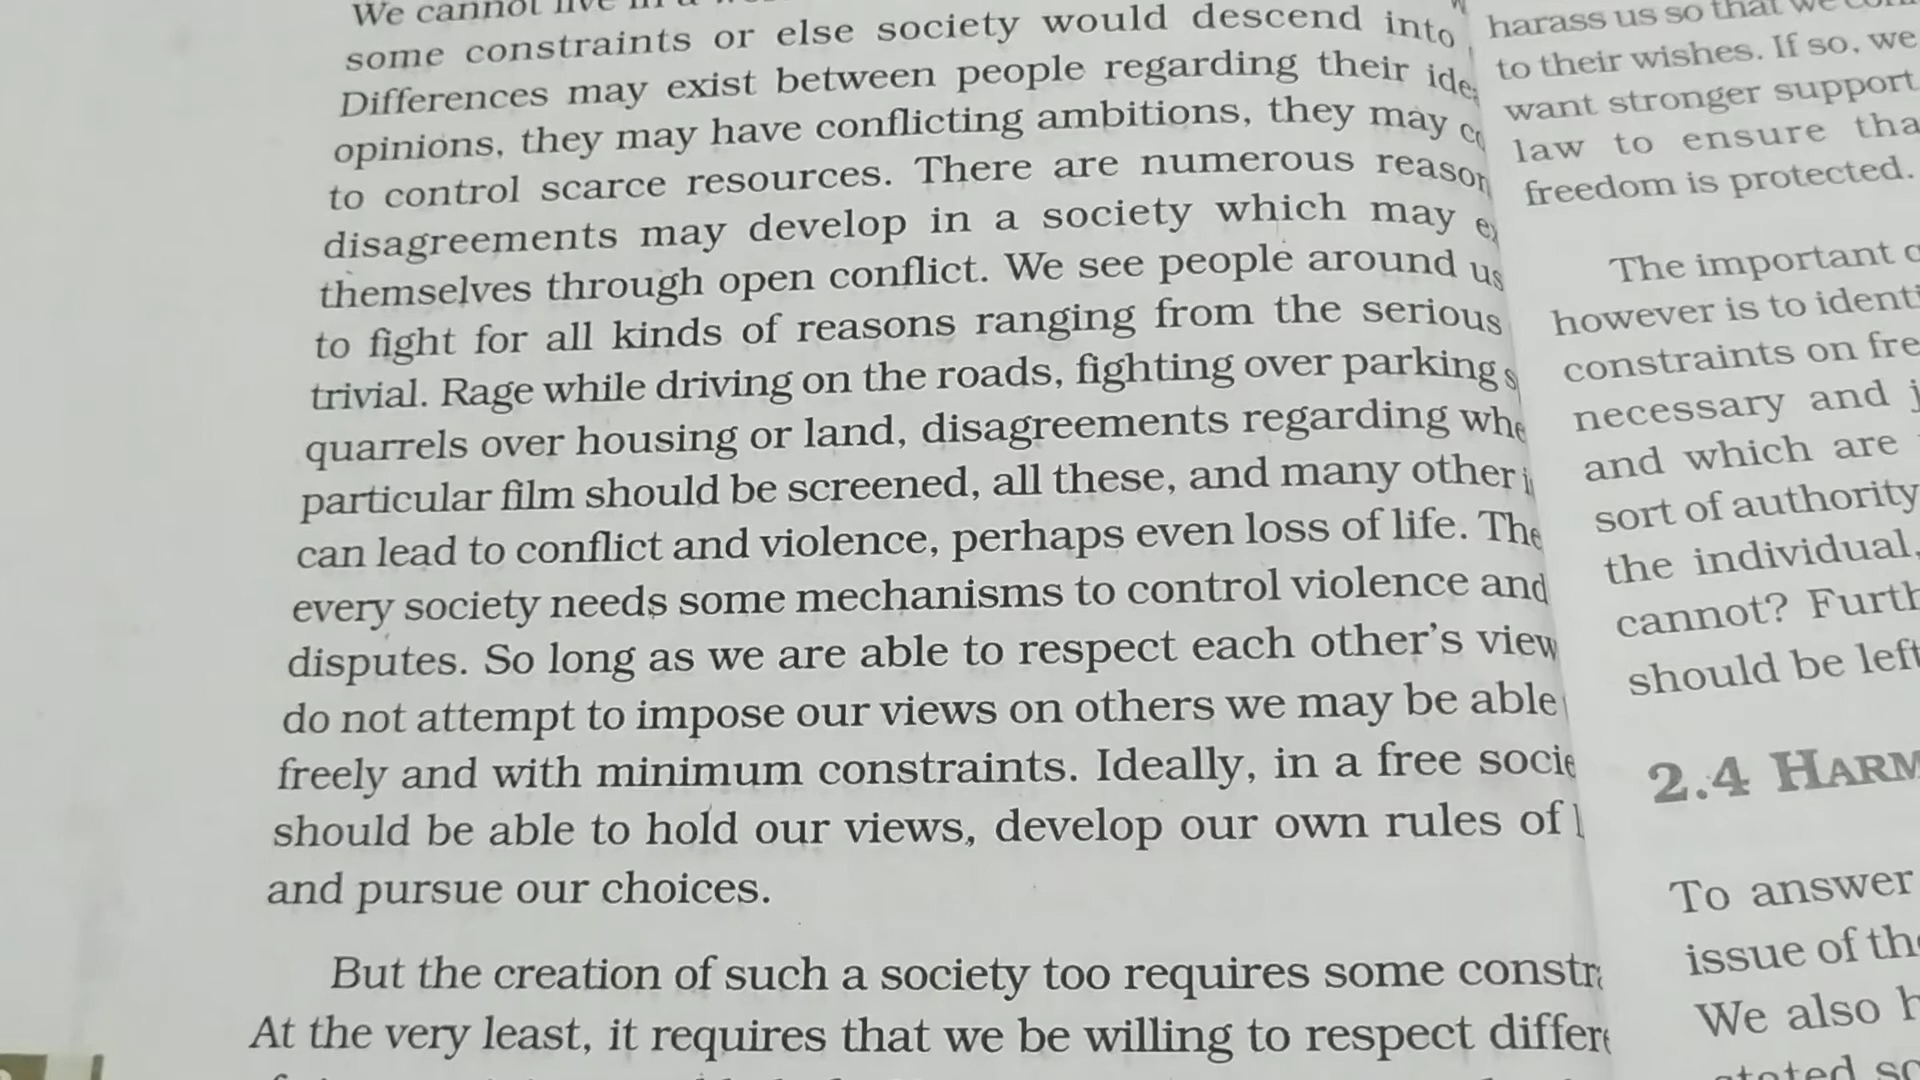 We cannot live in a
some constraints or else society would descend into
Differences may exist between people regarding their
opinions, they may have conflicting ambitions, they may
to control scarce resources. There are numerous
disagreements may develop in a society which may
themselves through open conflict. We see people around us
to fight for all kinds of reasons ranging from the serious
trivial. Rage while driving on the roads, fighting over parking
quarrels over housing or land, disagreements regarding
particular film should be screened, all these, and many other
can lead to conflict and violence, perhaps even loss of life.
every society needs some mechanisms to control violence and
disputes. So long as we are able to respect each other's
do not attempt to impose our views on others we may be able
freely and with minimum constraints. Ideally, in a free
should be able to hold our views, develop our own rules of
and pursue our choices.
But the creation of such a society too requires some
At the very least, it requires that we be willing to respect
harass us so that we
to their wishes. If so, we
want stronger support
law to ensure
freedom is protected.
The important
however is to
constraints on
necessary and
and which are
sort of authority
the individual,
cannot?
should be left
2.4 HARM
To answer
issue of
We also